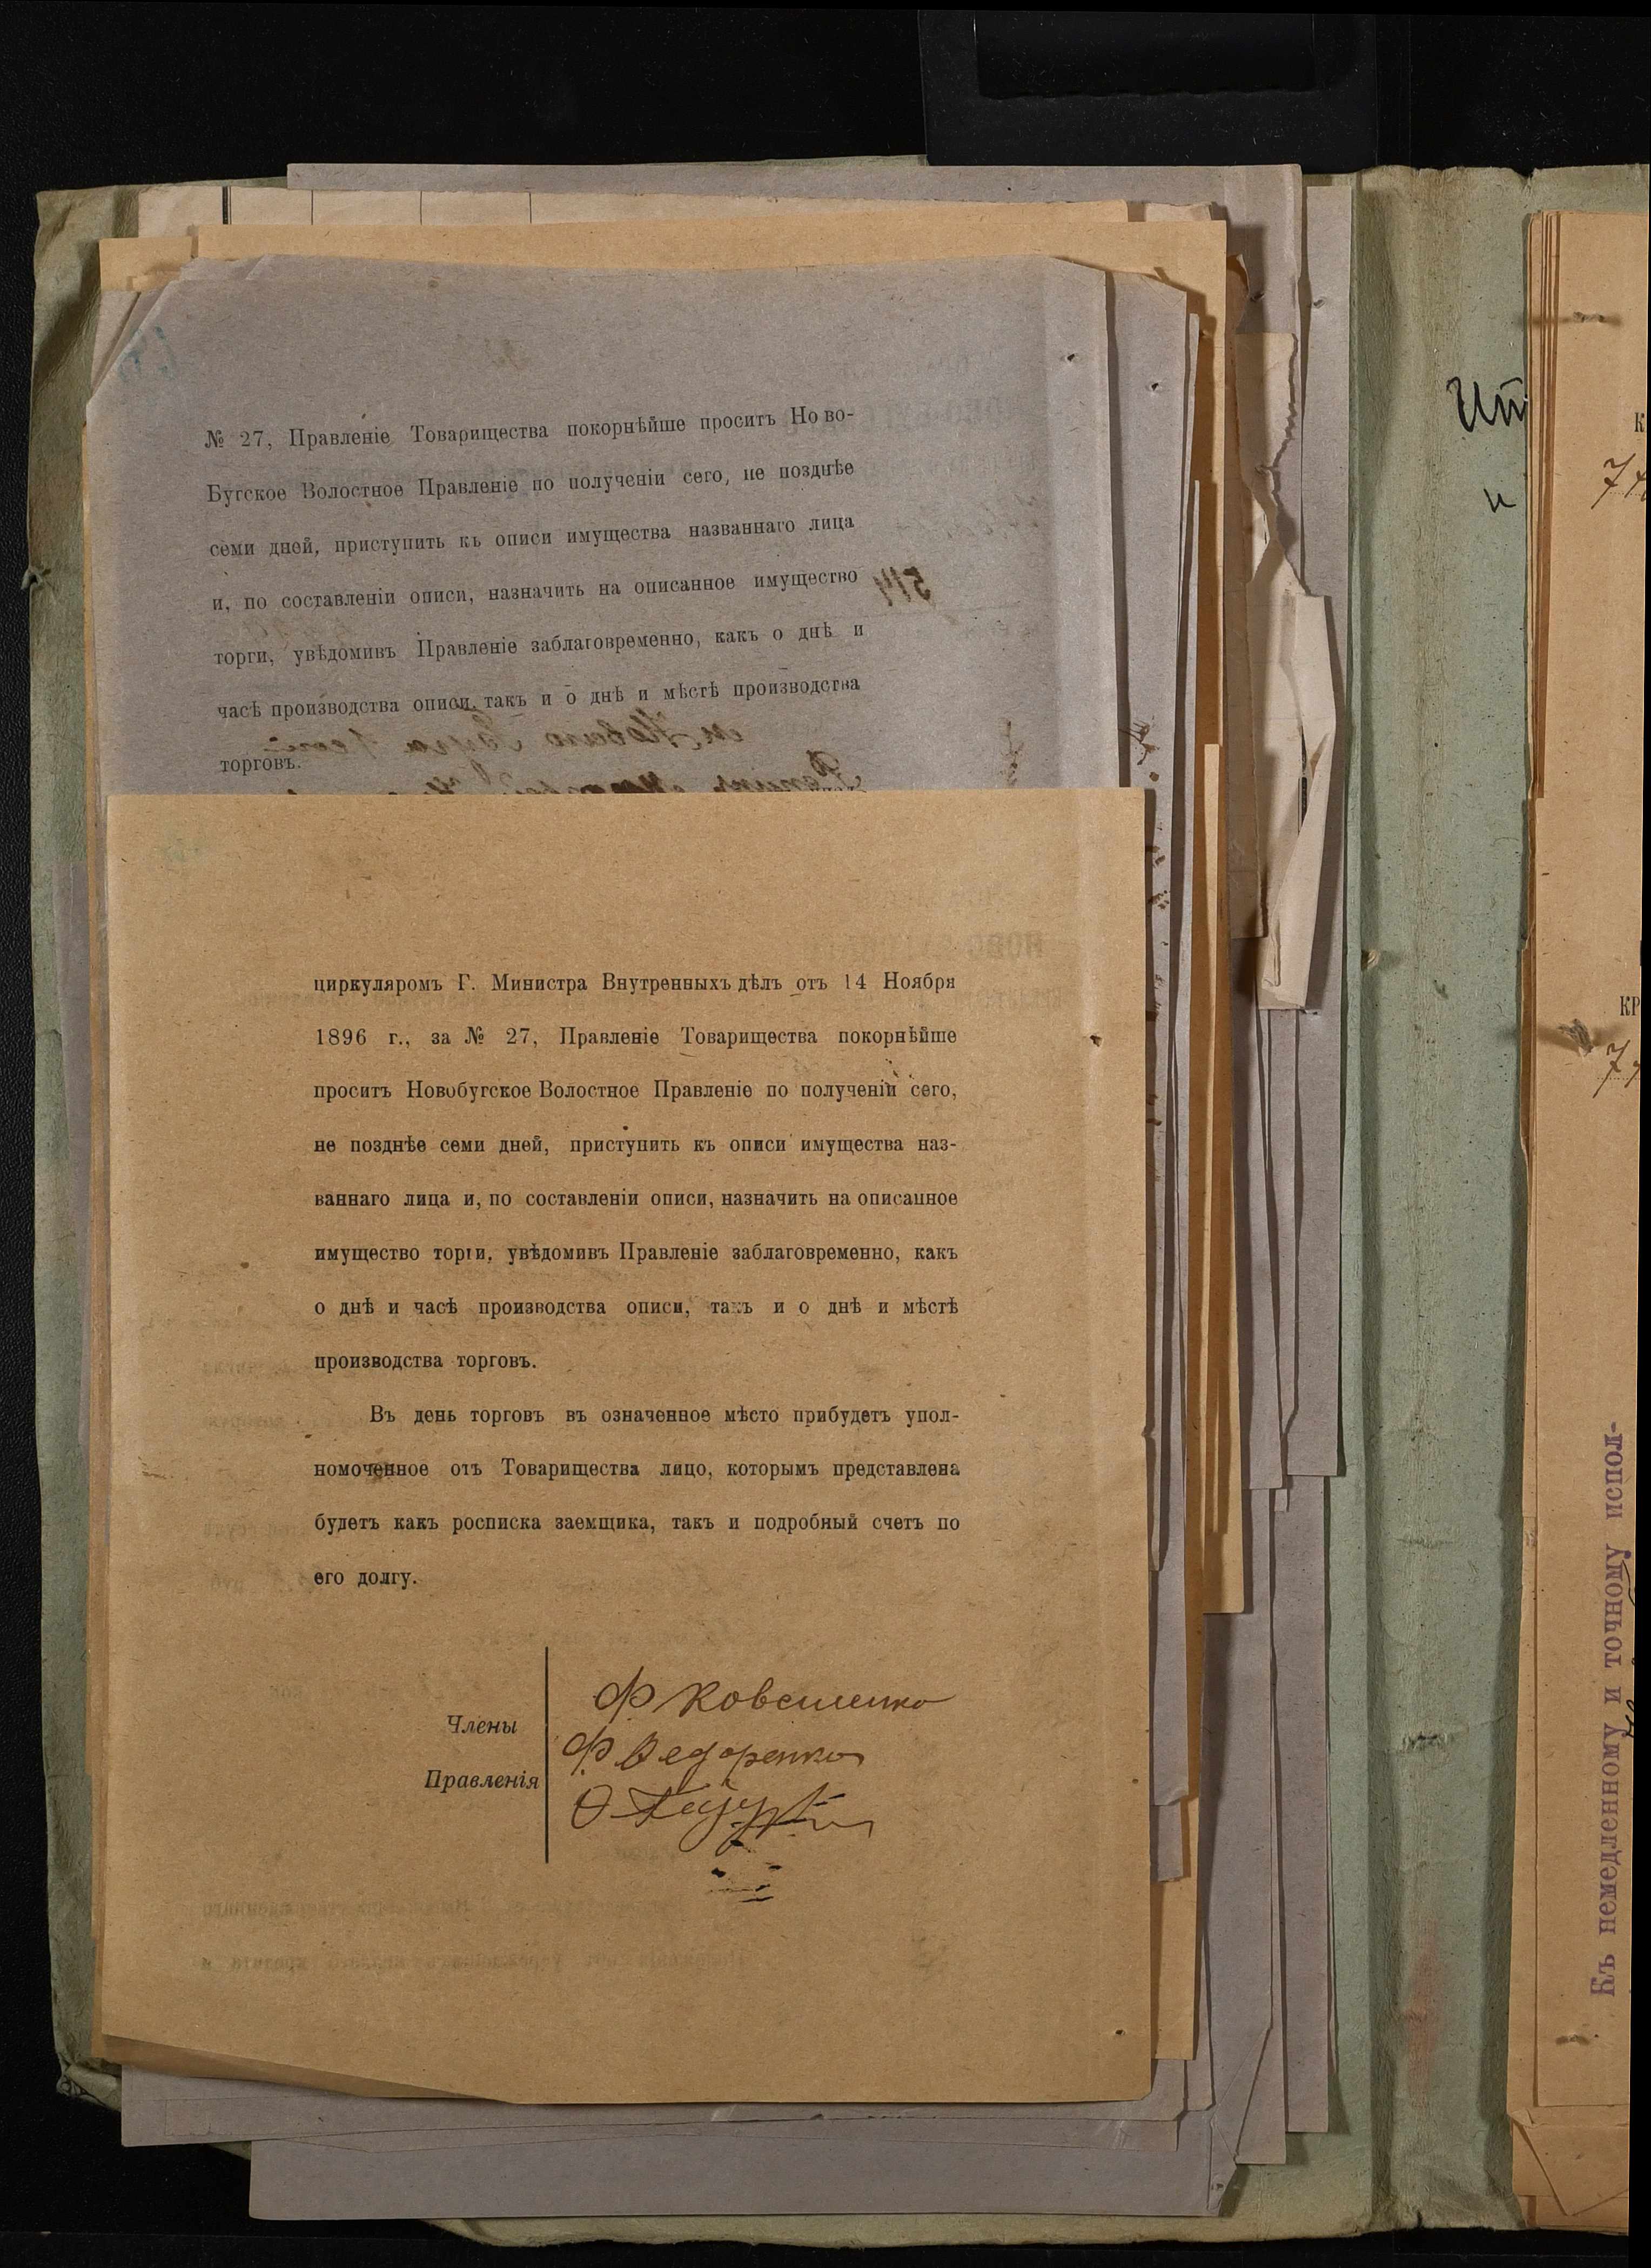 № 27, Правленіе Товарищества покорнѣйше проситъ Ново-
Бугское Волостное Правленіе по полученіи сего, не позднѣе
семи дней, приступить къ описи имущества названнаго лица
и, по составленіи описи, назначить на описанное имущество
торги, увѣдомивъ Правленіе заблаговременно, какъ о днѣ и
часѣ производства описи, такъ и о днѣ и мѣстѣ производства
торговъ.
циркуляромъ Г. Министра Внутренныхъ дѣлъ отъ 14 Ноября
1896 г., за № 27, Правленіе Товарищества покорнѣйше
проситъ Новобугское Волостное Правленіе по полученіи сего,
не позднѣе семи дней, приступить къ описи имущества наз-
ваннаго лица и, по составленіи описи, назначить на описанное
имущество торги, увѣдомивъ Правленіе заблаговременно, какъ
о днѣ и часѣ производства описи, такъ и о днѣ и мѣстѣ
производства торговъ.
Въ день торговъ въ означенное мѣсто прибудетъ упол-
номоченное отъ Товарищества лицо, которымъ представлена
будетъ какъ росписка заемщика, такъ и подробный счетъ по
его долгу.
Члены
Правленія
Ф.
Ф. Федоренко
Къ немедленному и точному испол-